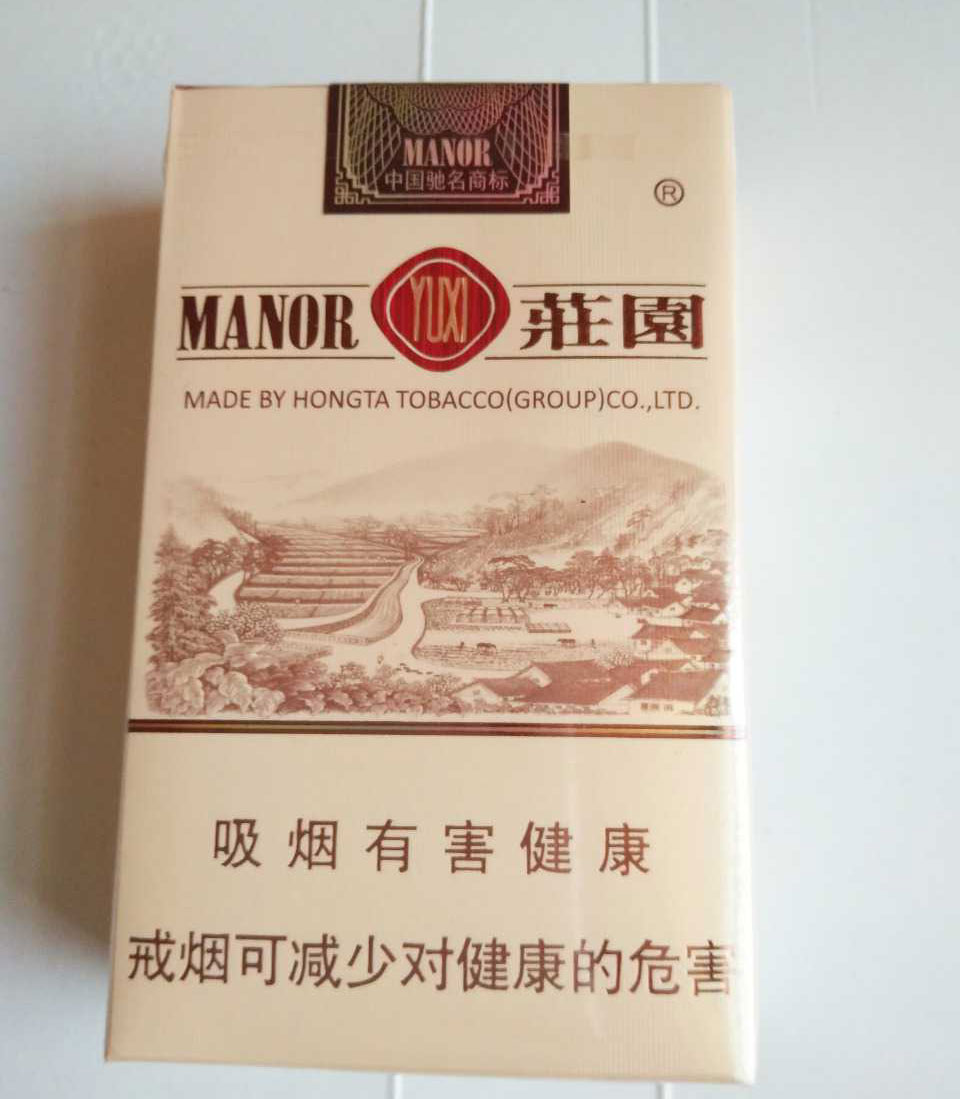 MANOR
中国驰名商标
®
MANOR YUXI 莊園
MADE BY HONGTA TOBACCO(GROUP)CO.,LTD.
吸烟有害健康
戒烟可减少对健康的危害